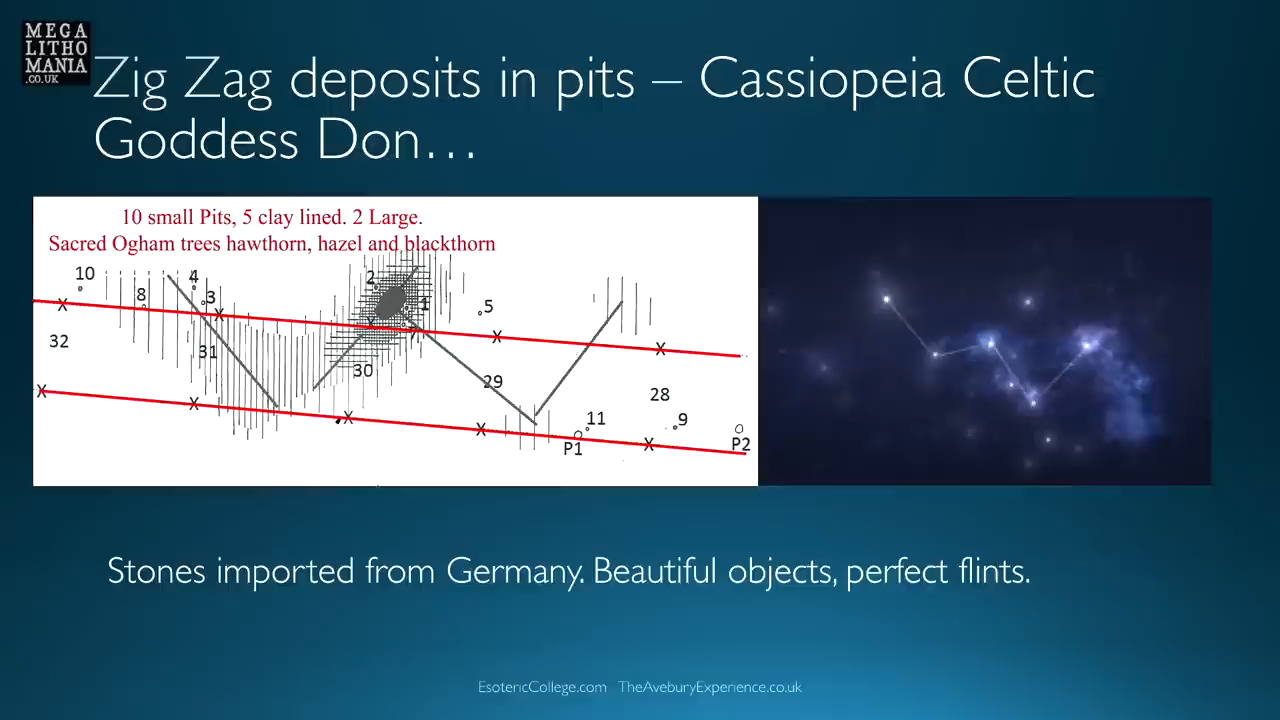 MEGA
LITHO
MANIA
.CO.UK
Zig Zag deposits in pits – Cassiopeia Celtic
Goddess Don…
10 small Pits, 5 clay lined. 2 Large.
Sacred Ogham trees hawthorn, hazel and blackthorn
10
4
2
8
3
1
5
X
X
X
X
X
7
32
31
30
29
28
X
X
X
X
X
11
9
P1
P2
Stones imported from Germany. Beautiful objects, perfect flints.
EsotericCollege.com TheAveburyExperience.co.uk